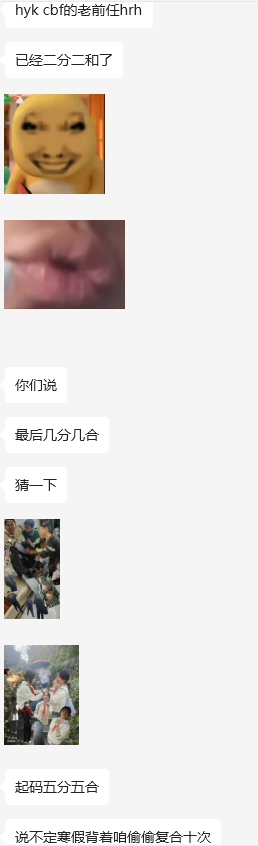 hyk cbf的老前任hrh
已经二分二和了
你们说
最后几分几合
猜一下
起码五分五合
说不定寒假背着咱偷偷复合十次